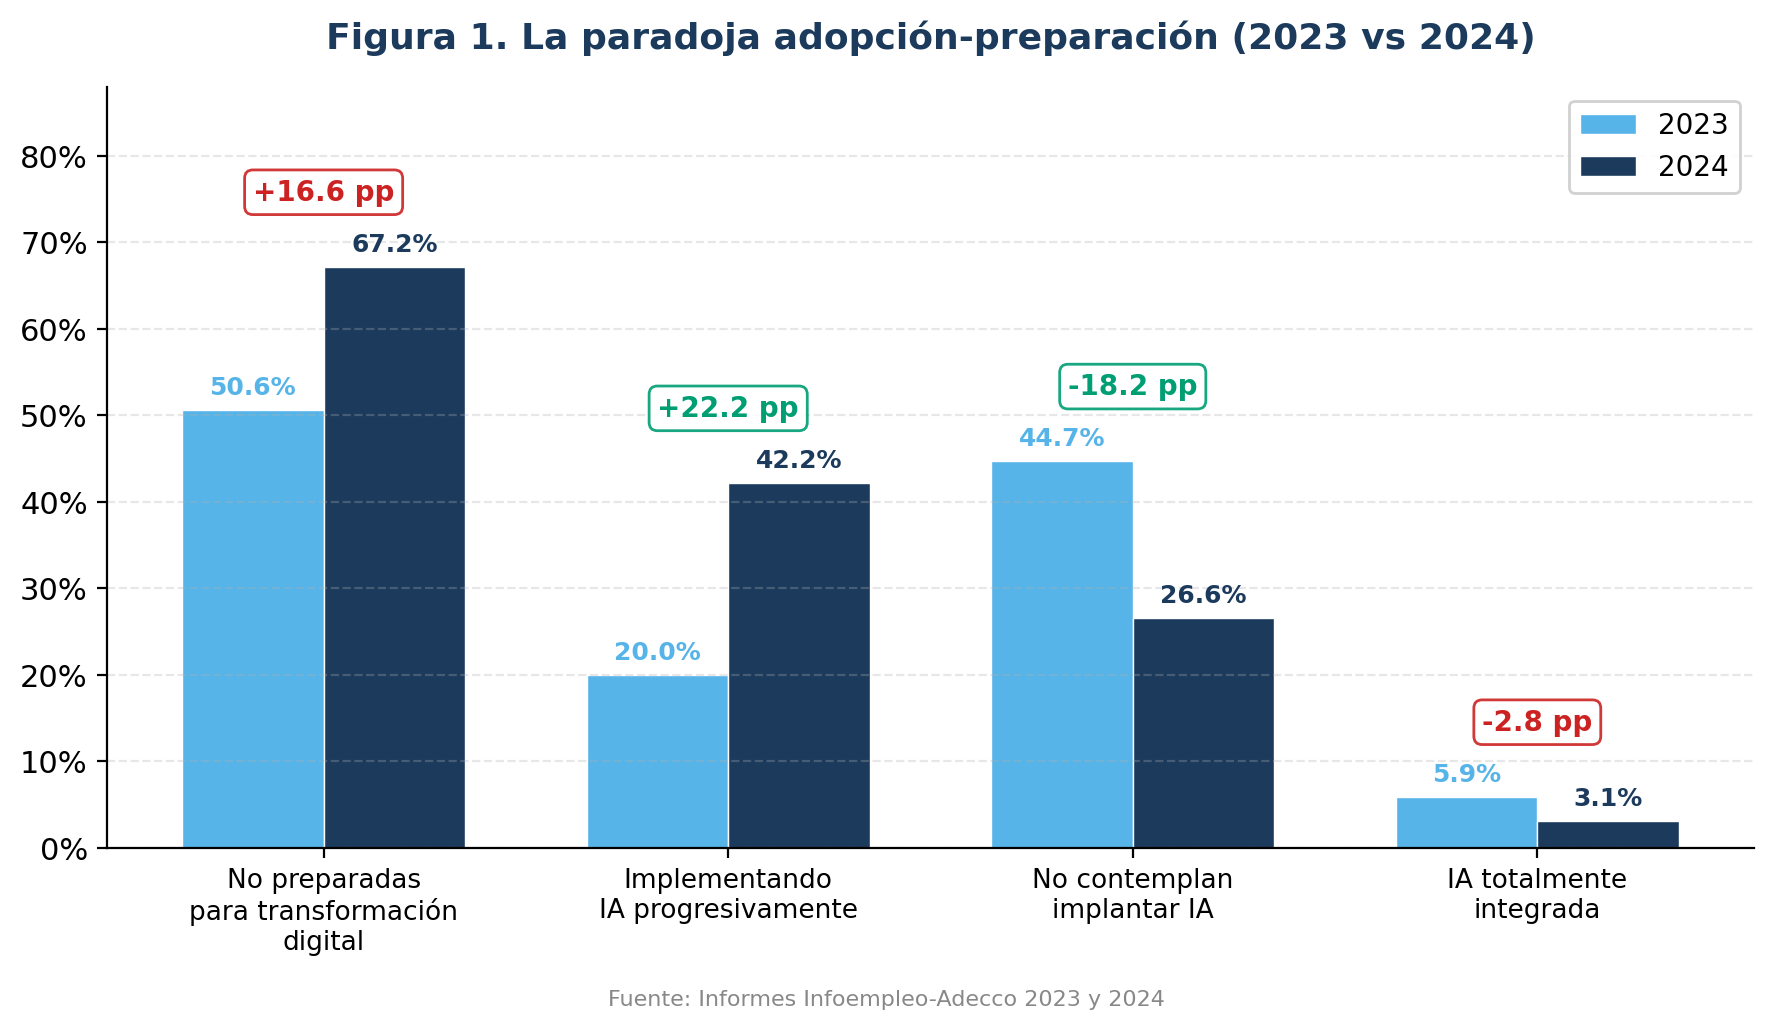 Figura 1. La paradoja adopción-preparación (2023 vs 2024)
2023
2024
80%
70%
60%
50%
40%
30%
20%
10%
0%
+16.6 pp
50.6%
67.2%
+22.2 pp
20.0%
42.2%
-18.2 pp
44.7%
26.6%
-2.8 pp
5.9%
3.1%
No preparadas
para transformación
digital
Implementando
IA progresivamente
No contemplan
implantar IA
IA totalmente
integrada
Fuente: Informes Infoempleo-Adecco 2023 y 2024